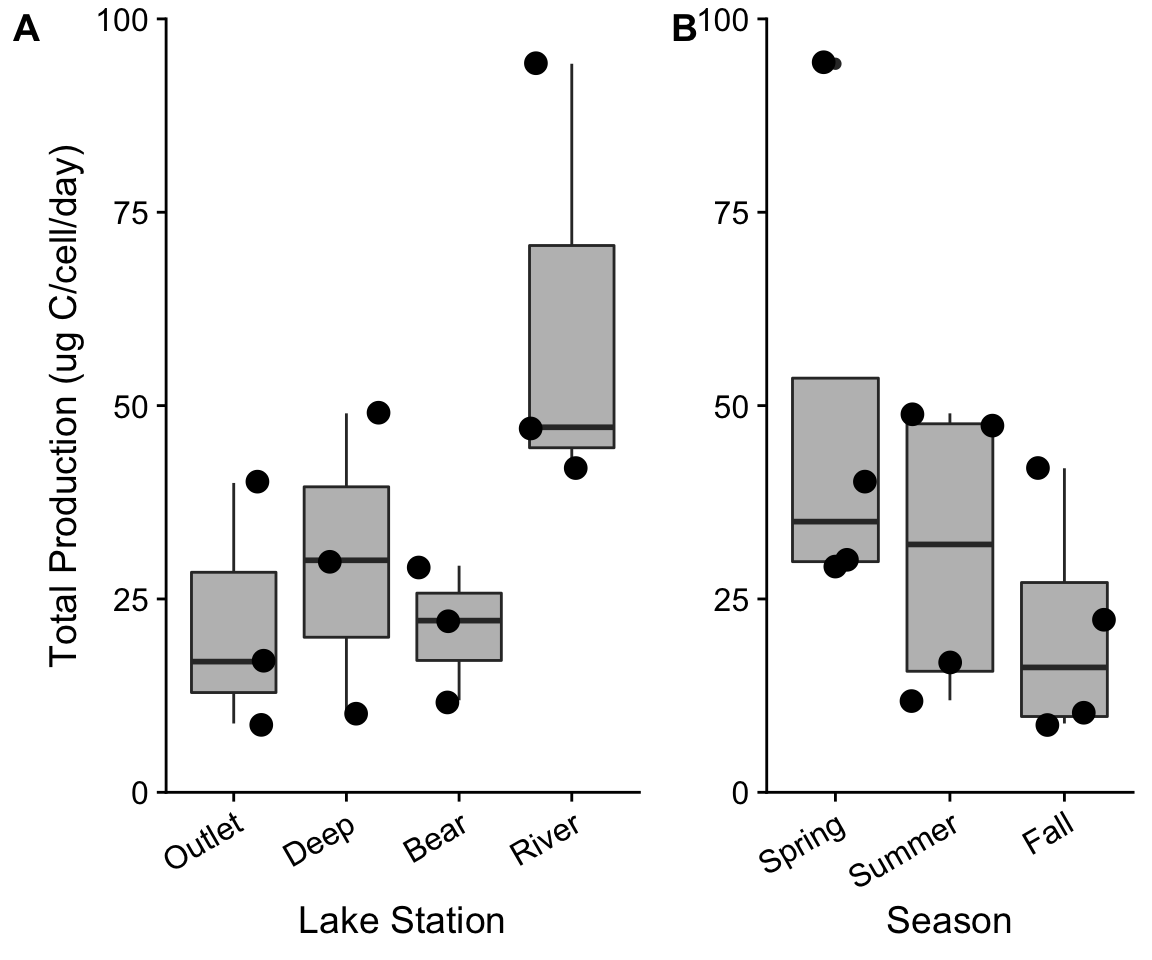 A
Total Production (ug C/cell/day)
100
75
50
25
0
Outlet
Deep
Bear
River
Lake Station
B
100
75
50
25
0
Spring
Summer
Fall
Season